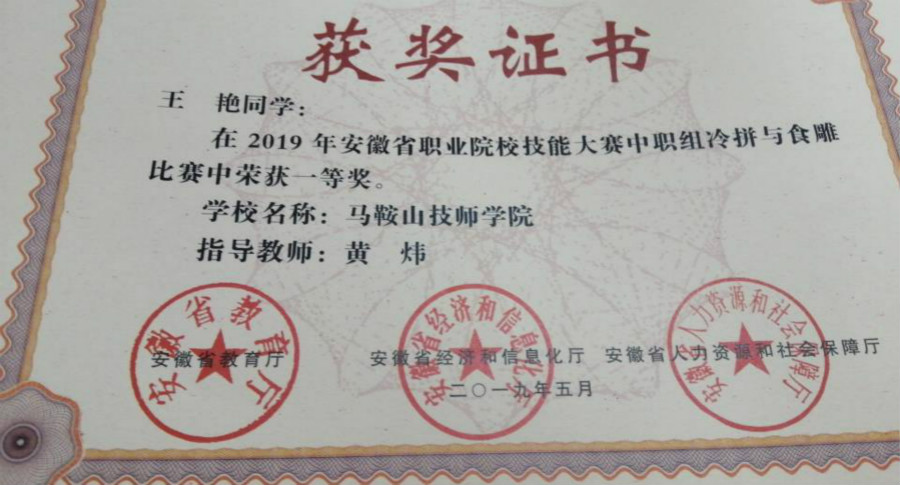 获奖证书
王 艳同学：
在 2019 年安徽省职业院校技能大赛中职组冷拼与食雕
比赛中荣获一等奖。
学校名称：马鞍山技师学院
指导教师：黄 炜
安徽省教育厅
安徽省经济和信息化厅
安徽省人力资源和社会保障厅
安徽省教育厅 安徽省经济和信息化厅 安徽省人力资源和社会保障厅
二〇一九年五月